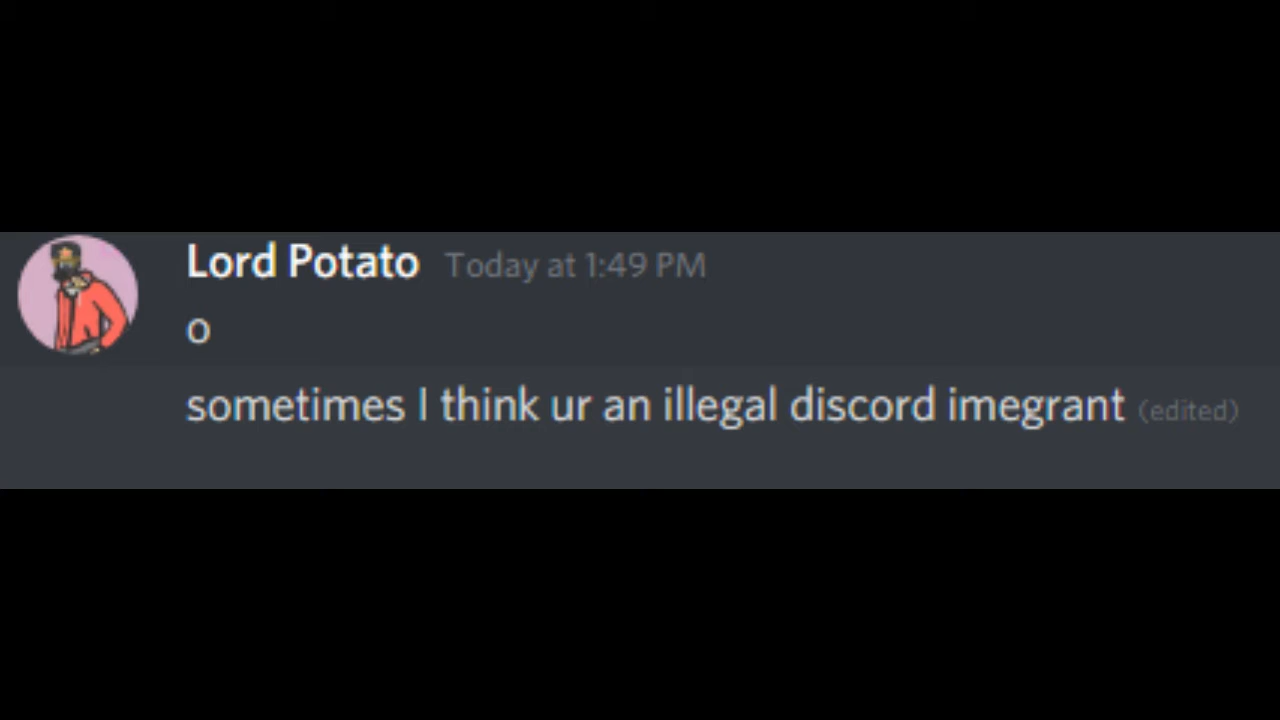 Lord Potato Today at 1:49 PM
o
sometimes I think ur an illegal discord imegrant (edited)